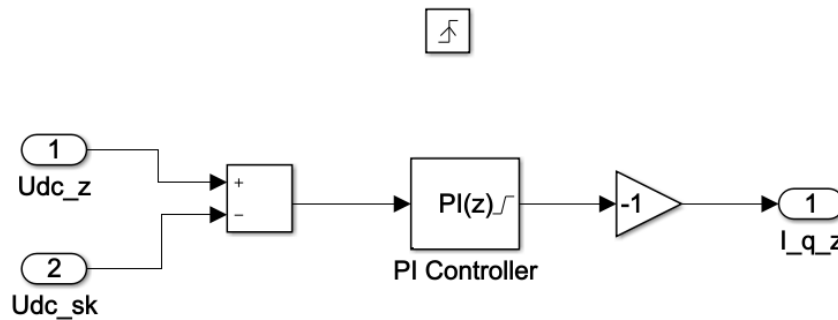 1
Udc_z
+
−
2
Udc_sk
PI(z)
PI Controller
-1
1
I_q_z